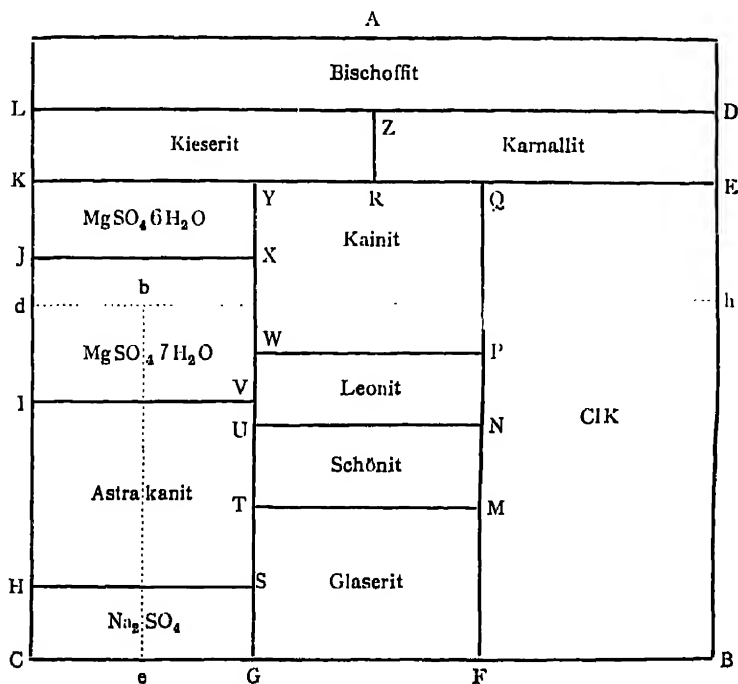 A
Bischoffit
L
D
Z
Kieserit
Karnallit
K
E
Y
R
Q
MgSO4 6H2O
Kainit
J
X
b
d
h
W
P
MgSO4 7H2O
V
Leonit
I
ClK
U
N
Schönit
Astrakanit
T
M
H
S
Glaserit
Na2SO4
C
e
G
F
B